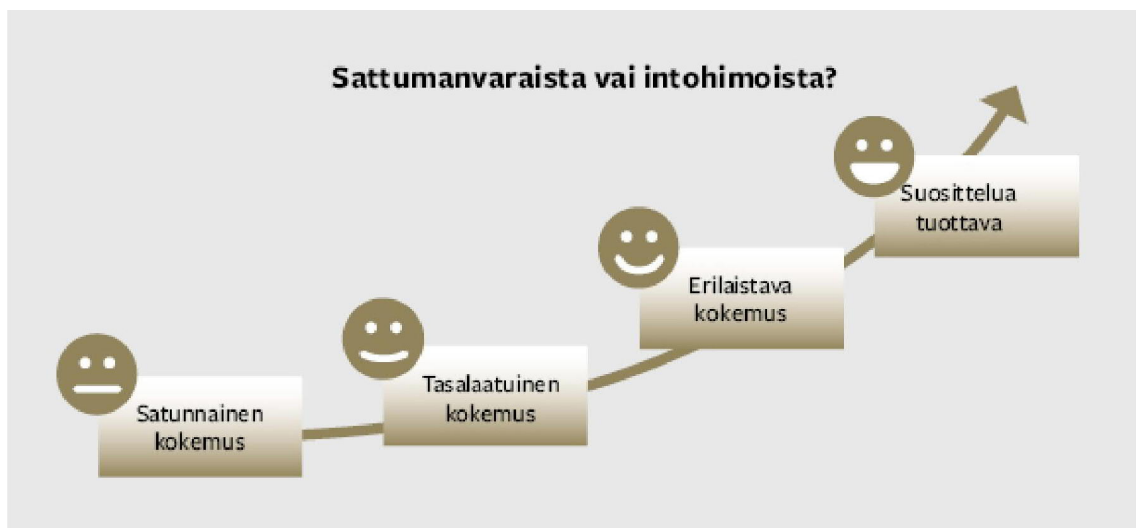 Sattumanvaraista vai intohimoista?
Suosittelua
tuottava
Erilaistava
kokemus
Tasalaatuinen
kokemus
Satunnainen
kokemus